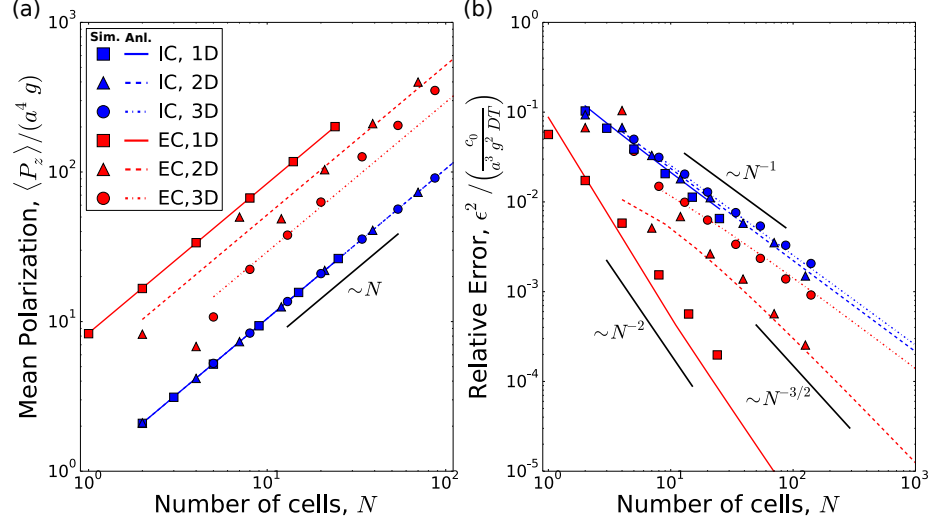 (a)
Mean Polarization, ⟨P_z⟩/(a^4 g)
10^3
10^2
10^1
10^0
Sim. Anl.
IC, 1D
IC, 2D
IC, 3D
EC,1D
EC,2D
EC,3D
~N
10^0 10^1 10^2
Number of cells, N
(b)
Relative Error, ϵ^2/(c_0/(a^3 g^2 DT))
10^0
10^-1
10^-2
10^-3
10^-4
10^-5
~N^-1
~N^-2
~N^-3/2
10^0 10^1 10^2 10^3
Number of cells, N